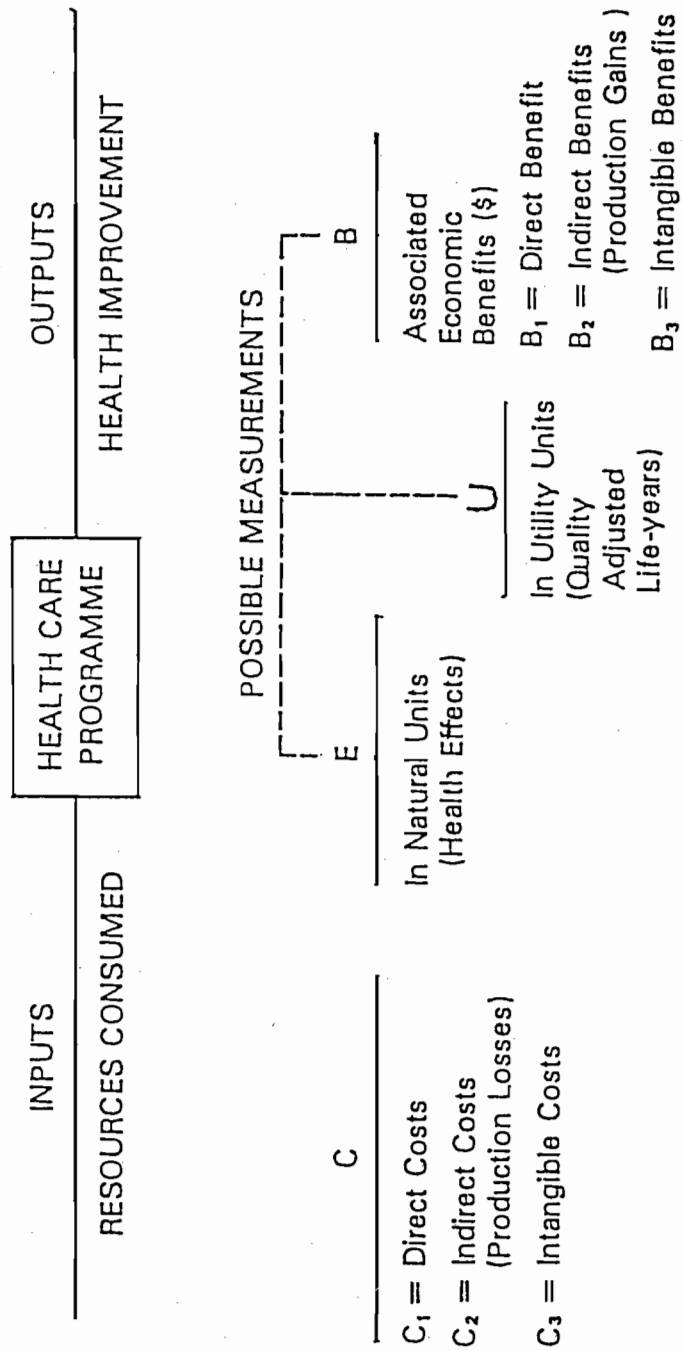 INPUTS
HEALTH CARE
PROGRAMME
OUTPUTS
RESOURCES CONSUMED
HEALTH IMPROVEMENT
POSSIBLE MEASUREMENTS
C
C₁ = Direct Costs
C₂ = Indirect Costs
(Production Losses)
C₃ = Intangible Costs
E
In Natural Units
(Health Effects)
U
In Utility Units
(Quality
Adjusted
Life-years)
B
Associated
Economic
Benefits ($)
B₁ = Direct Benefit
B₂ = Indirect Benefits
(Production Gains )
B₃ = Intangible Benefits